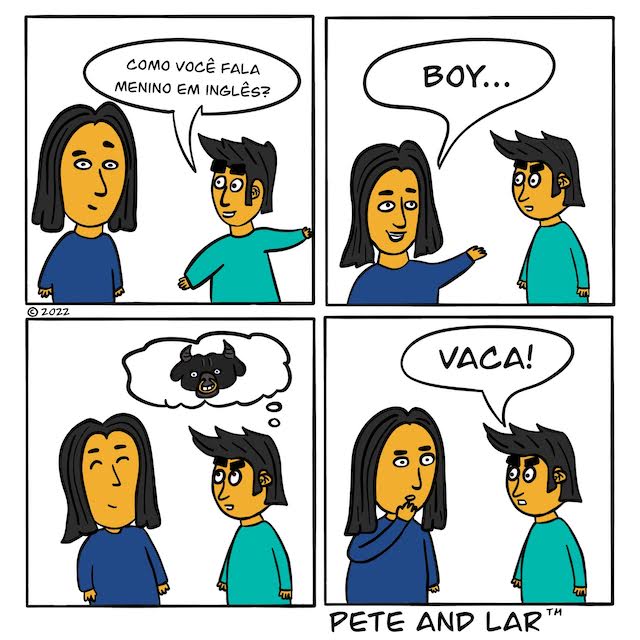 COMO VOCÊ FALA
MENINO EM INGLÊS?
BOY...
© 2022
VACA!
PETE AND LAR™